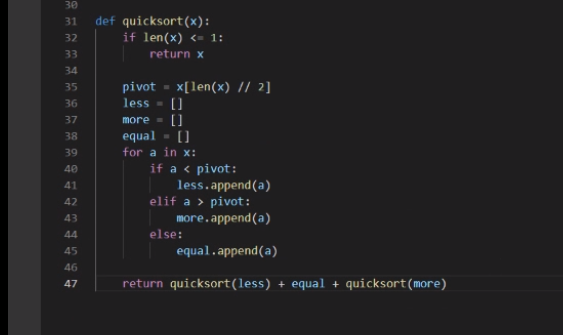 30
31 def quicksort(x):
32     if len(x) <= 1:
33         return x
34
35     pivot = x[len(x) // 2]
36     less = []
37     more = []
38     equal = []
39     for a in x:
40         if a < pivot:
41             less.append(a)
42         elif a > pivot:
43             more.append(a)
44         else:
45             equal.append(a)
46
47     return quicksort(less) + equal + quicksort(more)